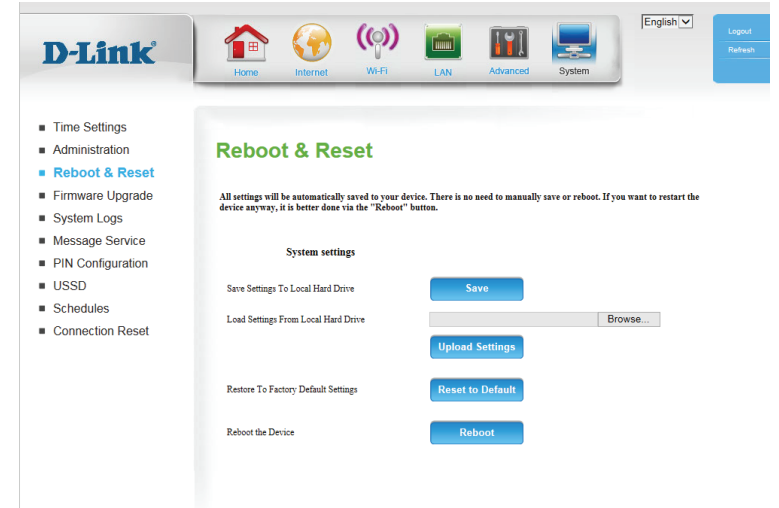 D-Link
Home
Internet
Wi-Fi
LAN
Advanced
System
English
Logout
Refresh
Time Settings
Administration
Reboot & Reset
Firmware Upgrade
System Logs
Message Service
PIN Configuration
USSD
Schedules
Connection Reset
Reboot & Reset
All settings will be automatically saved to your device. There is no need to manually save or reboot. If you want to restart the
device anyway, it is better done via the "Reboot" button.
System settings
Save Settings To Local Hard Drive
Save
Load Settings From Local Hard Drive
Browse...
Upload Settings
Restore To Factory Default Settings
Reset to Default
Reboot the Device
Reboot